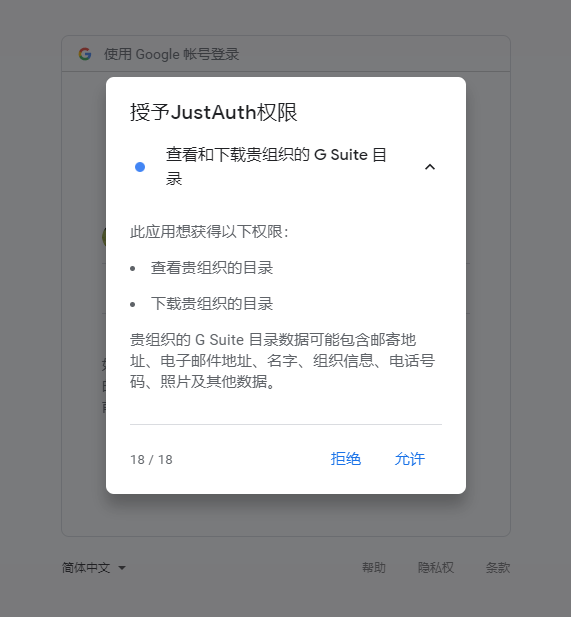 使用 Google 帐号登录
授予JustAuth权限
查看和下载贵组织的 G Suite 目
录
此应用想获得以下权限：
• 查看贵组织的目录
• 下载贵组织的目录
贵组织的 G Suite 目录数据可能包含邮寄地
址、电子邮件地址、名字、组织信息、电话号
码、照片及其他数据。
18 / 18
拒绝
允许
简体中文
帮助
隐私权
条款